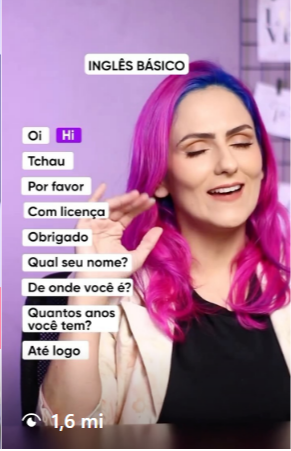 INGLÊS BÁSICO
Oi Hi
Tchau
Por favor
Com licença
Obrigado
Qual seu nome?
De onde você é?
Quantos anos
você tem?
Até logo
1,6 mi